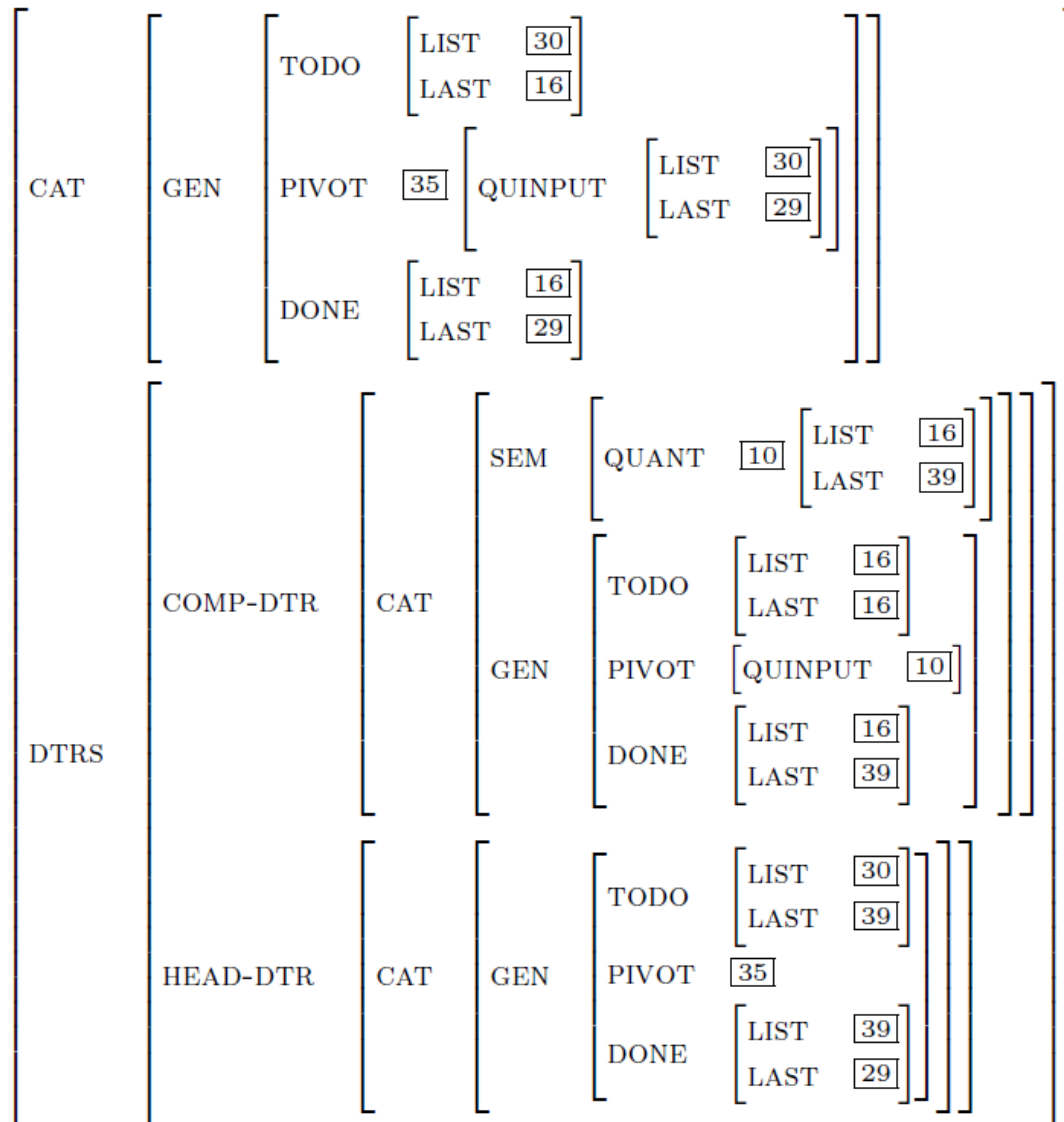 LIST 30
TODO
LAST 16
LIST 30
CAT GEN PIVOT 35 QUINPUT
LAST 29
LIST 16
DONE
LAST 29
LIST 16
SEM QUANT 10
LAST 39
LIST 16
TODO
LAST 16
COMP-DTR CAT
GEN PIVOT QUINPUT 10
LIST 16
DONE
LAST 39
DTRS
LIST 30
TODO
LAST 39
HEAD-DTR CAT GEN PIVOT 35
LIST 39
DONE
LAST 29